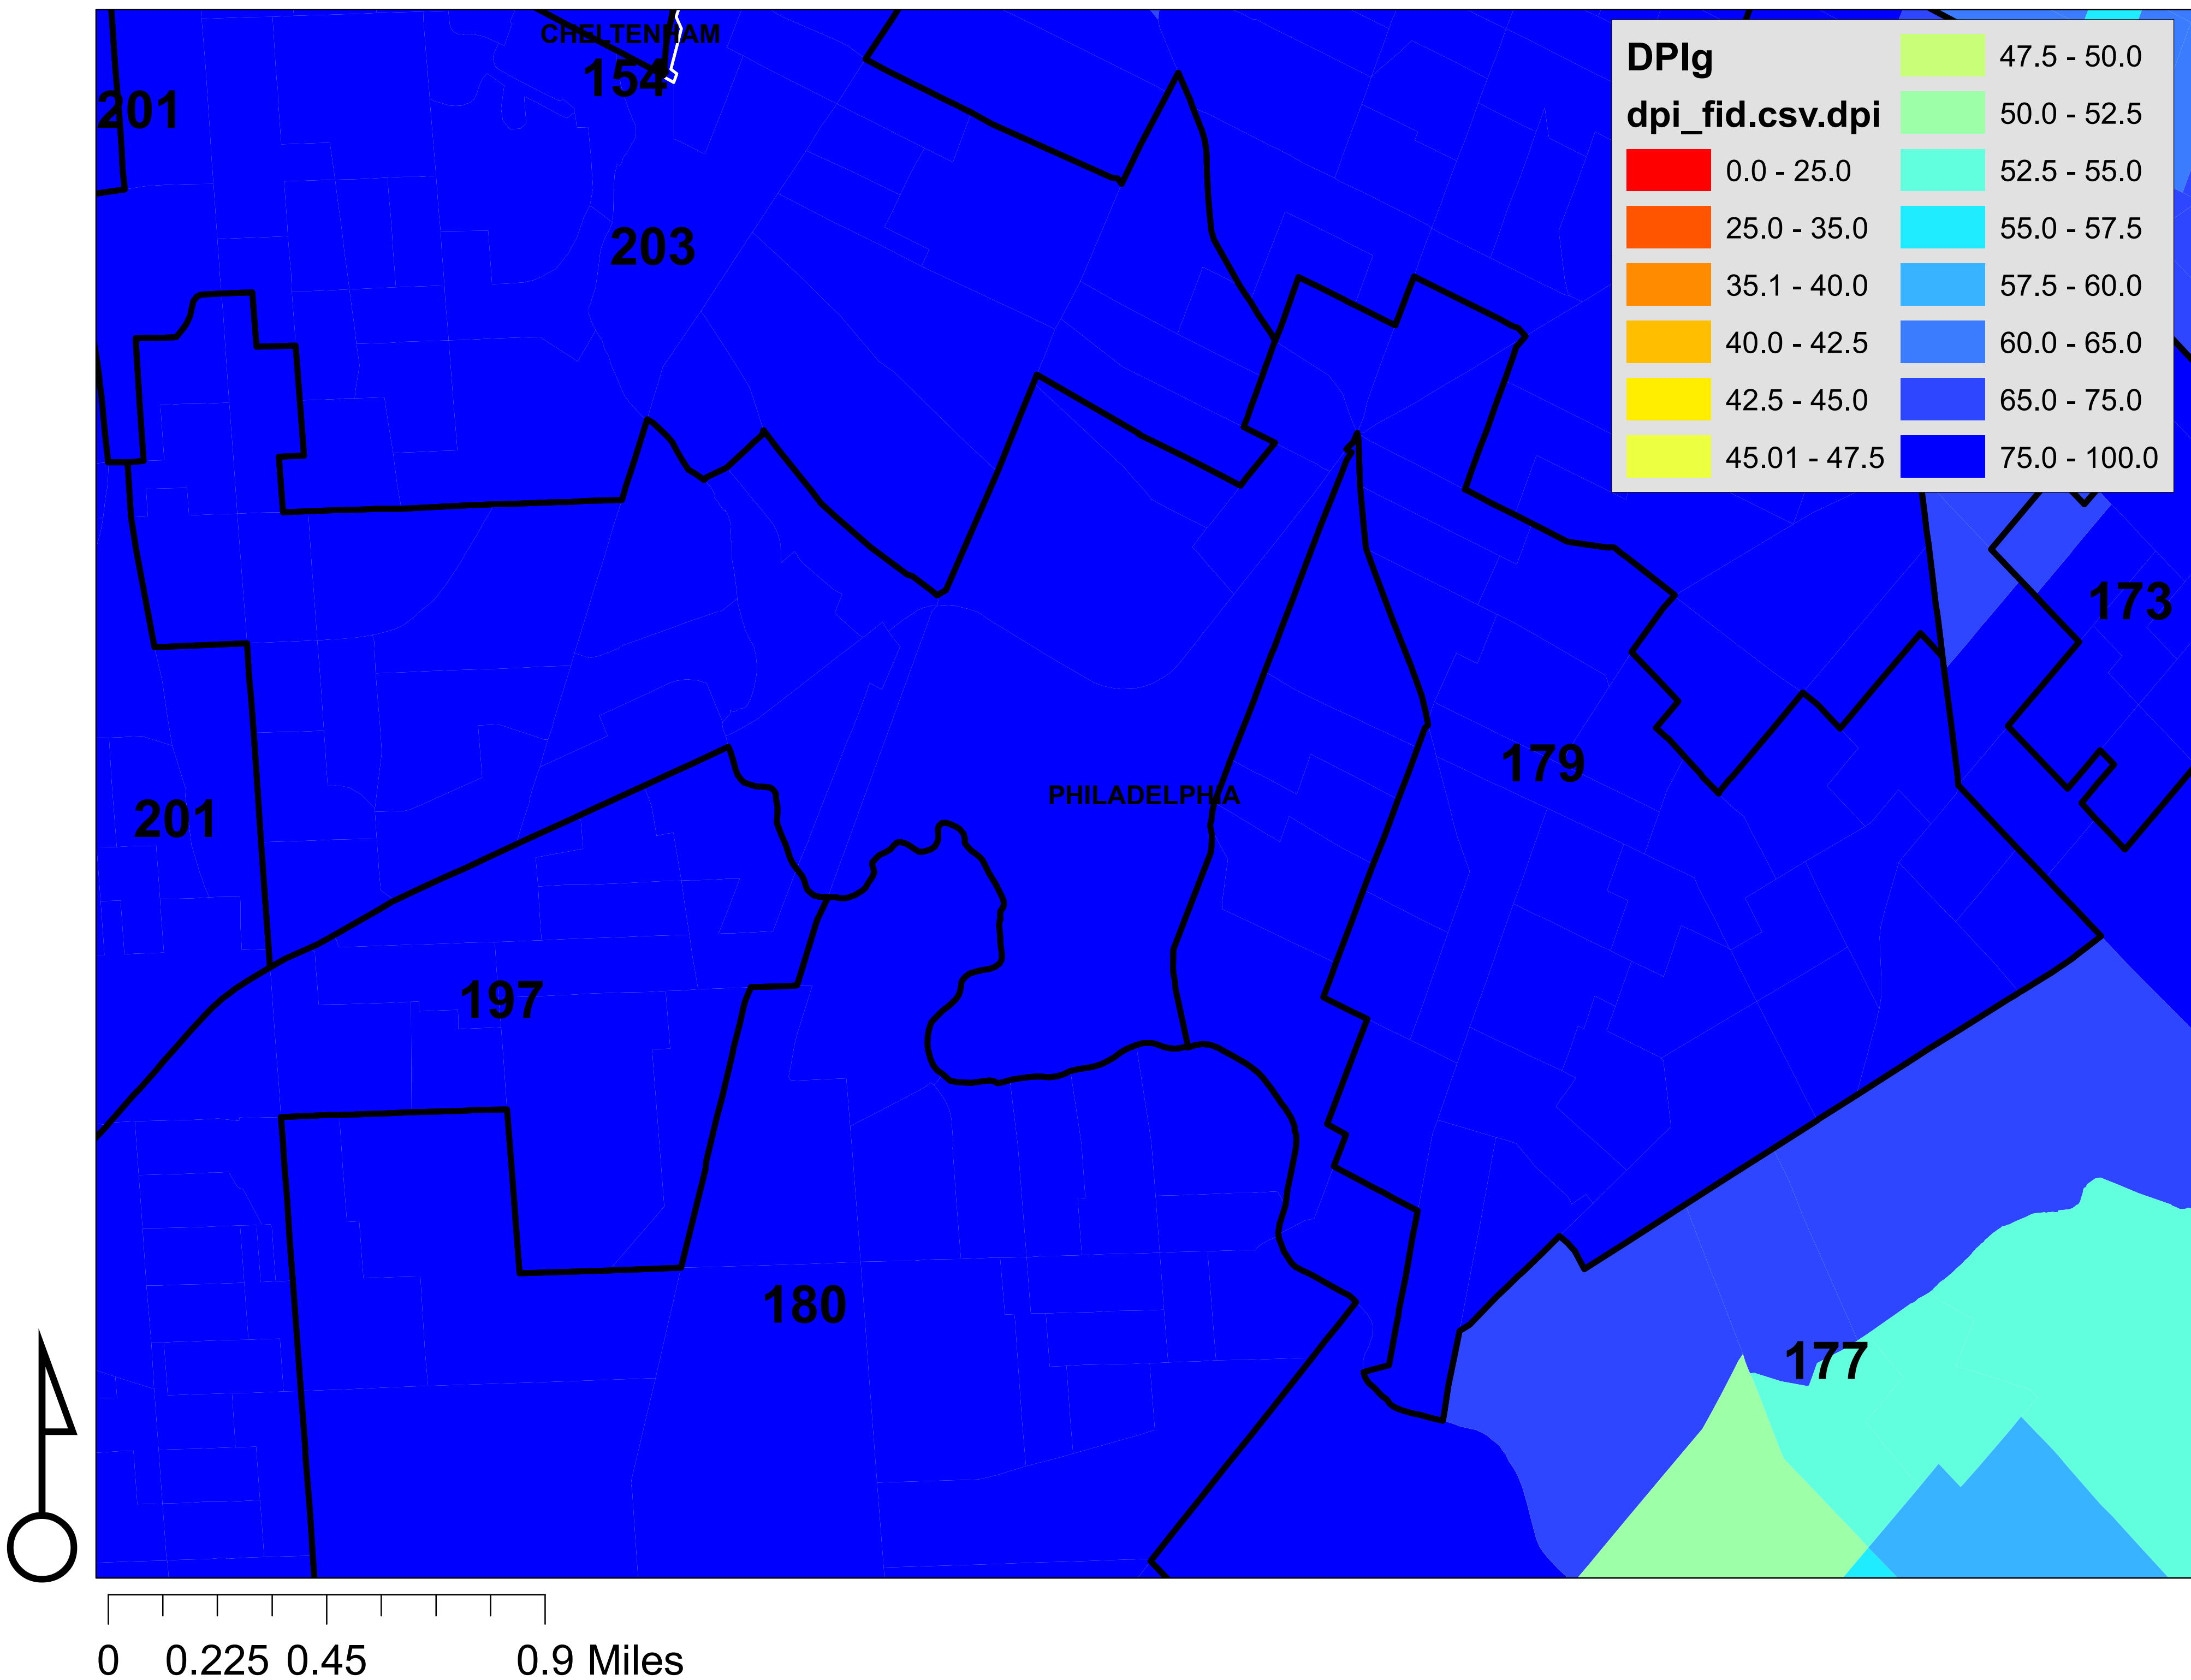 CHELTENHAM
154
201
203
DPIg
dpi_fid.csv.dpi
0.0 - 25.0
25.0 - 35.0
35.1 - 40.0
40.0 - 42.5
42.5 - 45.0
45.01 - 47.5
47.5 - 50.0
50.0 - 52.5
52.5 - 55.0
55.0 - 57.5
57.5 - 60.0
60.0 - 65.0
65.0 - 75.0
75.0 - 100.0
173
179
PHILADELPHIA
201
197
180
177
0 0.225 0.45 0.9 Miles